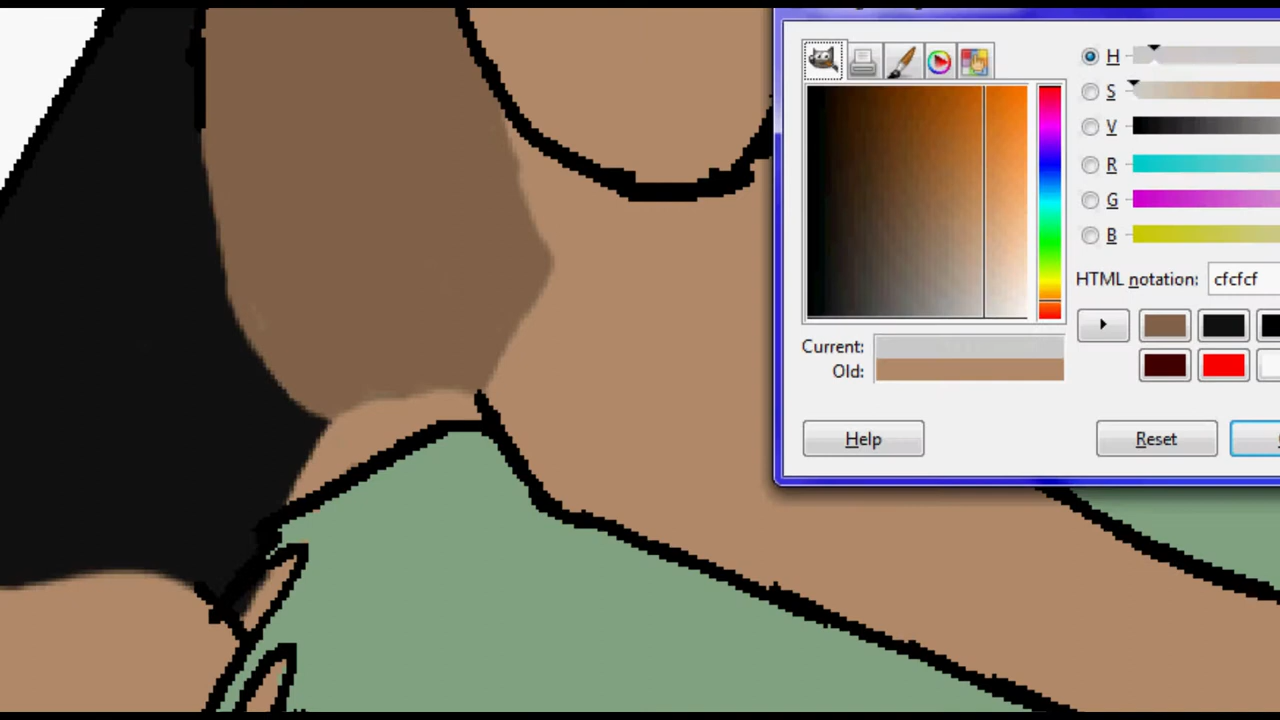 H
S
V
R
G
B
HTML notation: cfcfcf
Current:
Old:
Help Reset